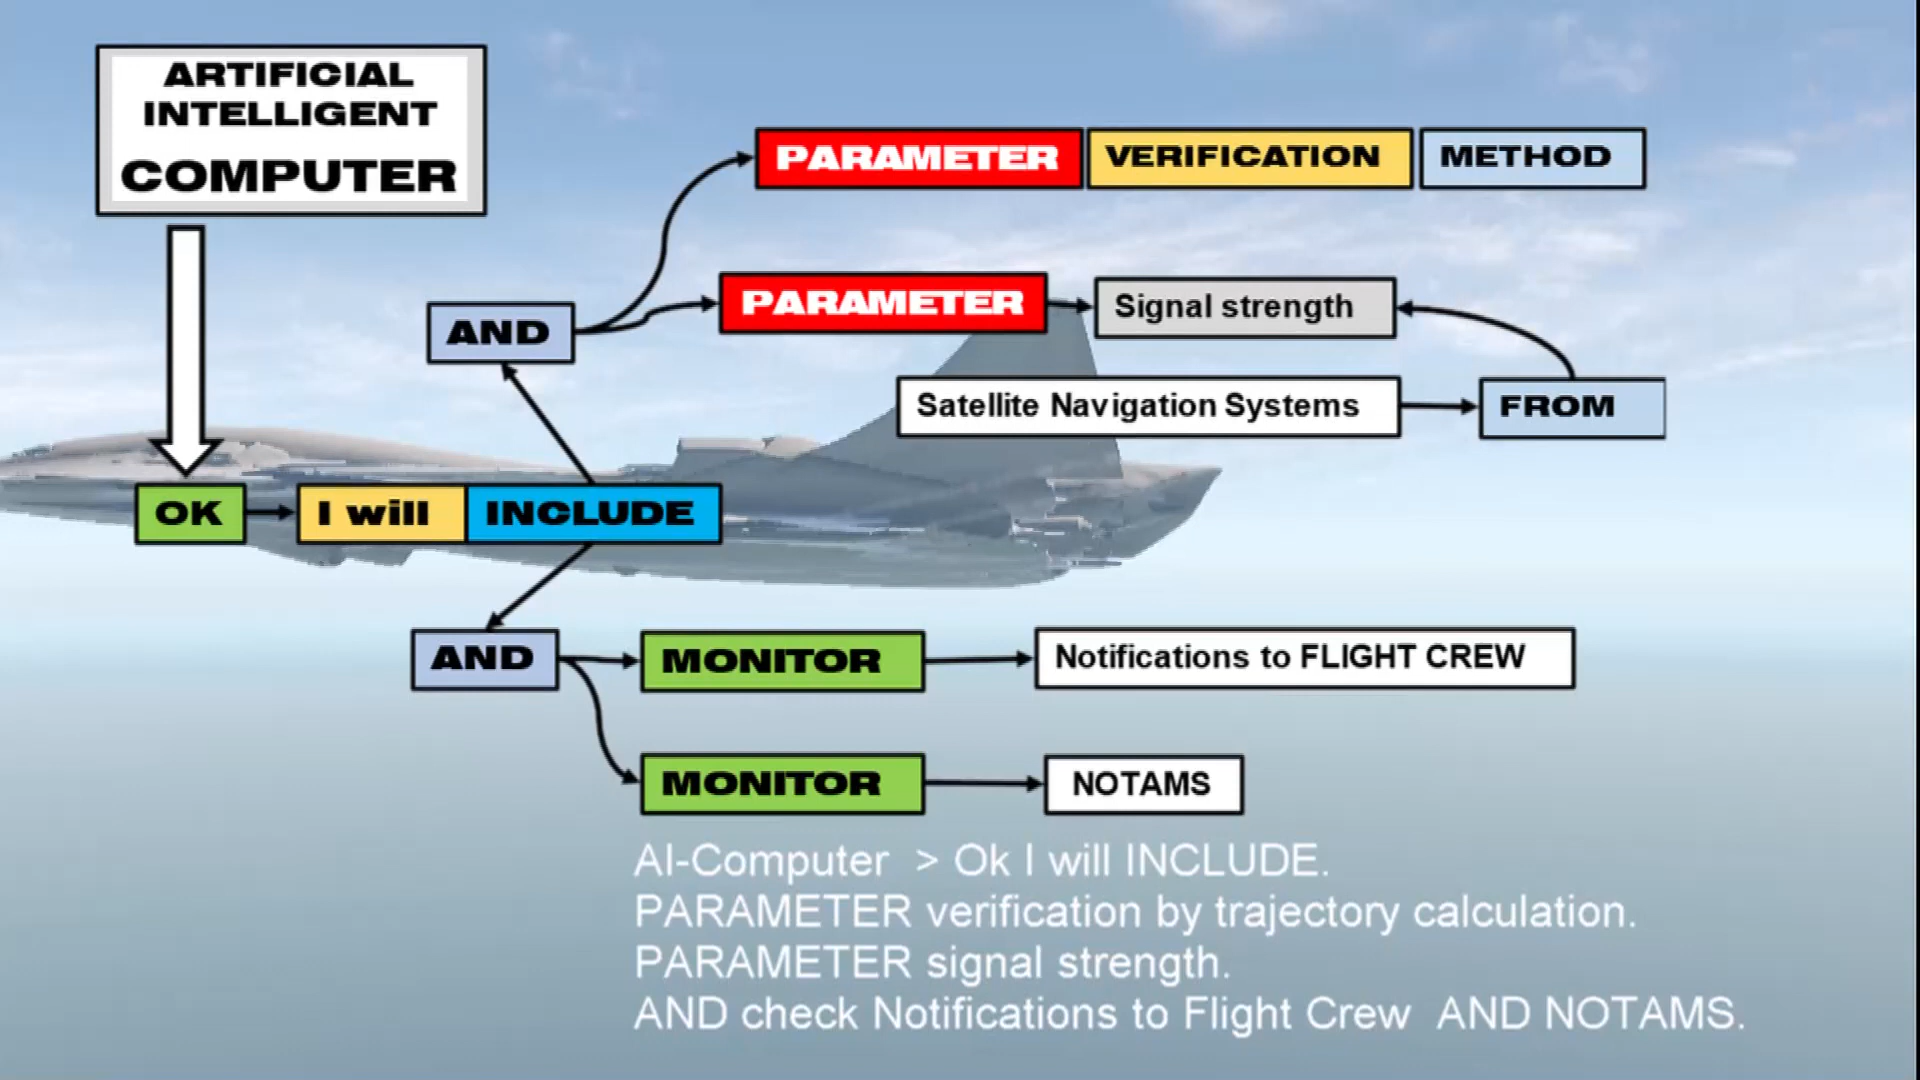 ARTIFICIAL
INTELLIGENT
COMPUTER
PARAMETER VERIFICATION METHOD
AND
PARAMETER Signal strength
Satellite Navigation Systems FROM
OK I will INCLUDE
AND MONITOR Notifications to FLIGHT CREW
MONITOR NOTAMS
AI-Computer > Ok I will INCLUDE.
PARAMETER verification by trajectory calculation.
PARAMETER signal strength.
AND check Notifications to Flight Crew AND NOTAMS.